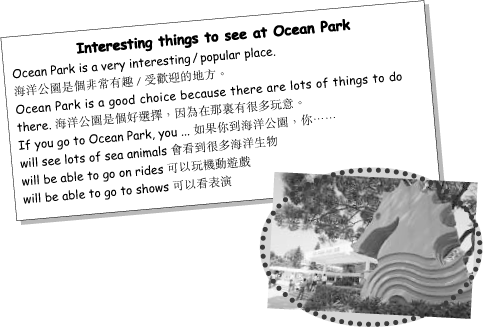 Interesting things to see at Ocean Park
Ocean Park is a very interesting/popular place.
海洋公園是個非常有趣/受歡迎的地方。
Ocean Park is a good choice because there are lots of things to do
there. 海洋公園是個好選擇，因為在那裏有很多玩意。
If you go to Ocean Park, you ... 如果你到海洋公園，你⋯⋯
will see lots of sea animals 會看到很多海洋生物
will be able to go on rides 可以玩機動遊戲
will be able to go to shows 可以看表演